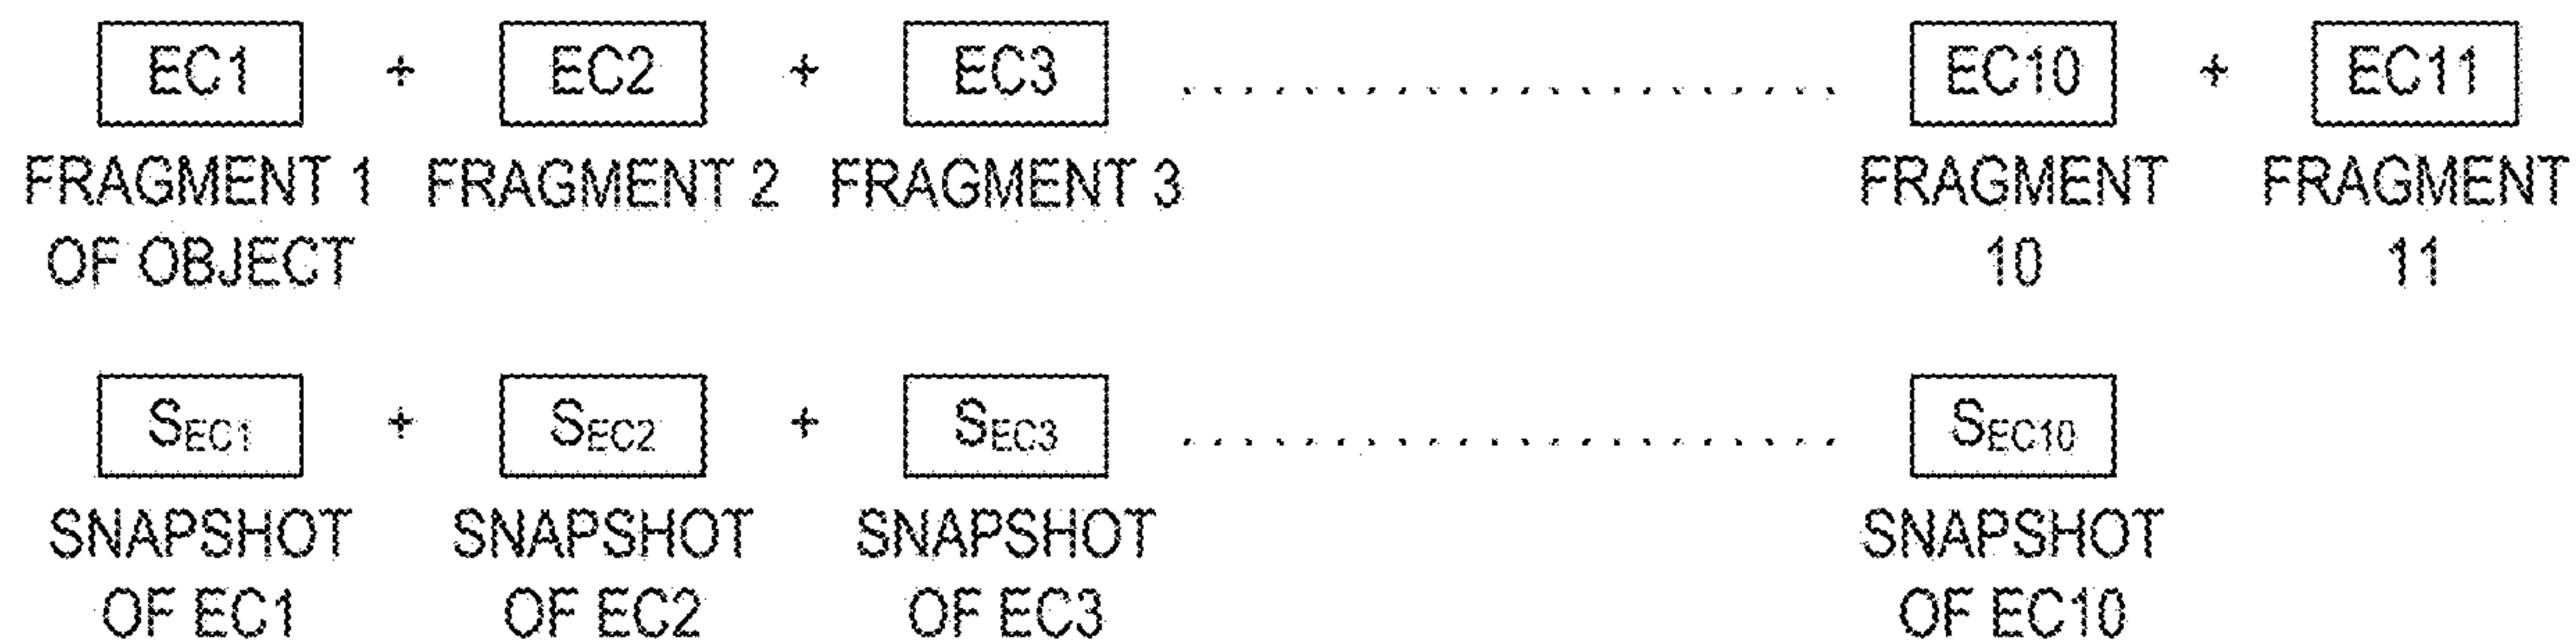 EC1 + EC2 + EC3 ...................... EC10 + EC11
FRAGMENT 1 FRAGMENT 2 FRAGMENT 3 FRAGMENT FRAGMENT
OF OBJECT 10 11
SEC1 + SEC2 + SEC3 ...................... SEC10
SNAPSHOT SNAPSHOT SNAPSHOT SNAPSHOT
OF EC1 OF EC2 OF EC3 OF EC10